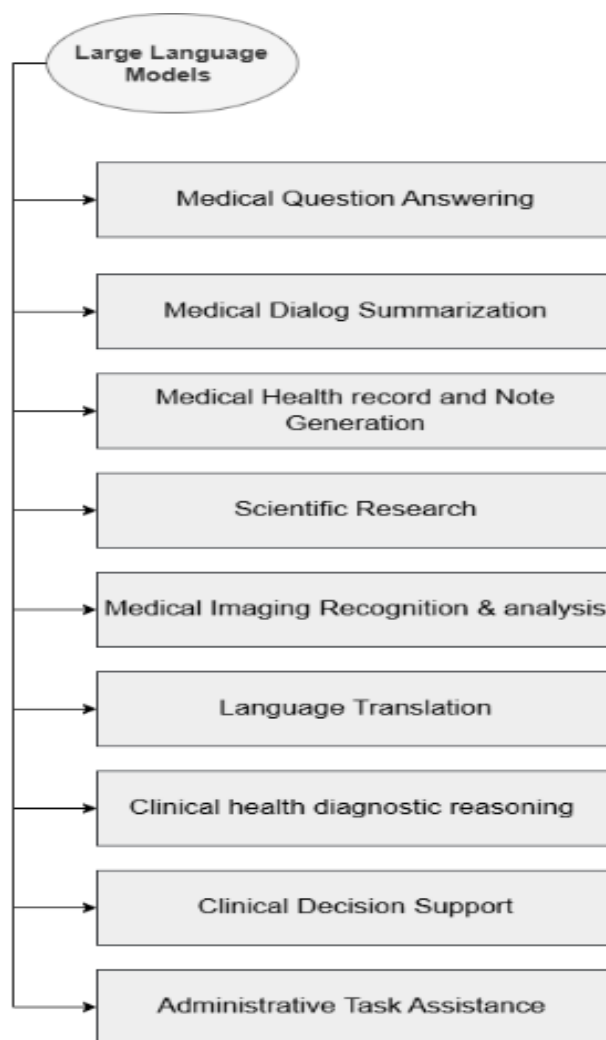 Large Language
Models
Medical Question Answering
Medical Dialog Summarization
Medical Health record and Note
Generation
Scientific Research
Medical Imaging Recognition & analysis
Language Translation
Clinical health diagnostic reasoning
Clinical Decision Support
Administrative Task Assistance